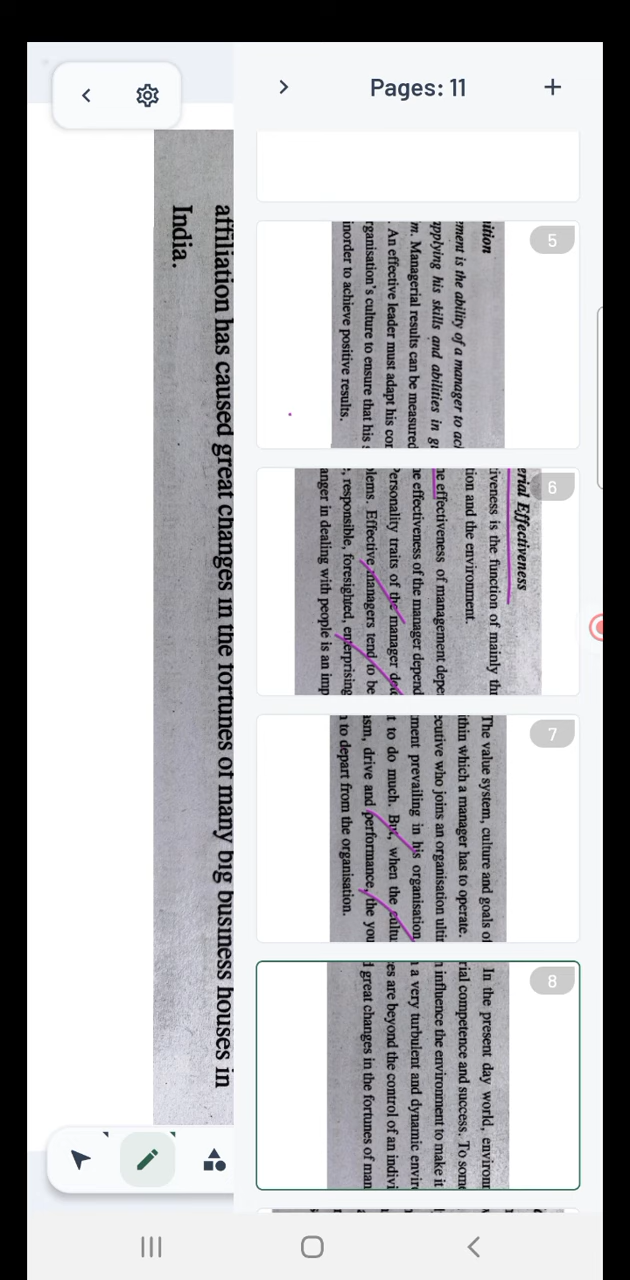 Pages: 11
affiliation has caused great changes in the fortunes of many big business houses in
India.
5
ition
ment is the ability of a manager to
applying his skills and abilities in
m. Managerial results can be measured
. An effective leader must adapt his
rganisation's culture to ensure that his
inorder to achieve positive results.
6
erial Effectiveness
iveness is the function of mainly
tion and the environment.
he effectiveness of management depe
he effectiveness of the manager depend
Personality traits of the manager
lems. Effective managers tend to be
, responsible, foresighted, enterprising
anger in dealing with people is an imp
7
The value system, culture and goals of
ithin which a manager has to operate.
ecutive who joins an organisation
ment prevailing in his organisation
t to do much. But, when the cultu
sm, drive and performance, the you
to depart from the organisation.
8
In the present day world, environ
rial competence and success. To some
influence the environment to make it
a very turbulent and dynamic envir
es are beyond the control of an indivi
great changes in the fortunes of man